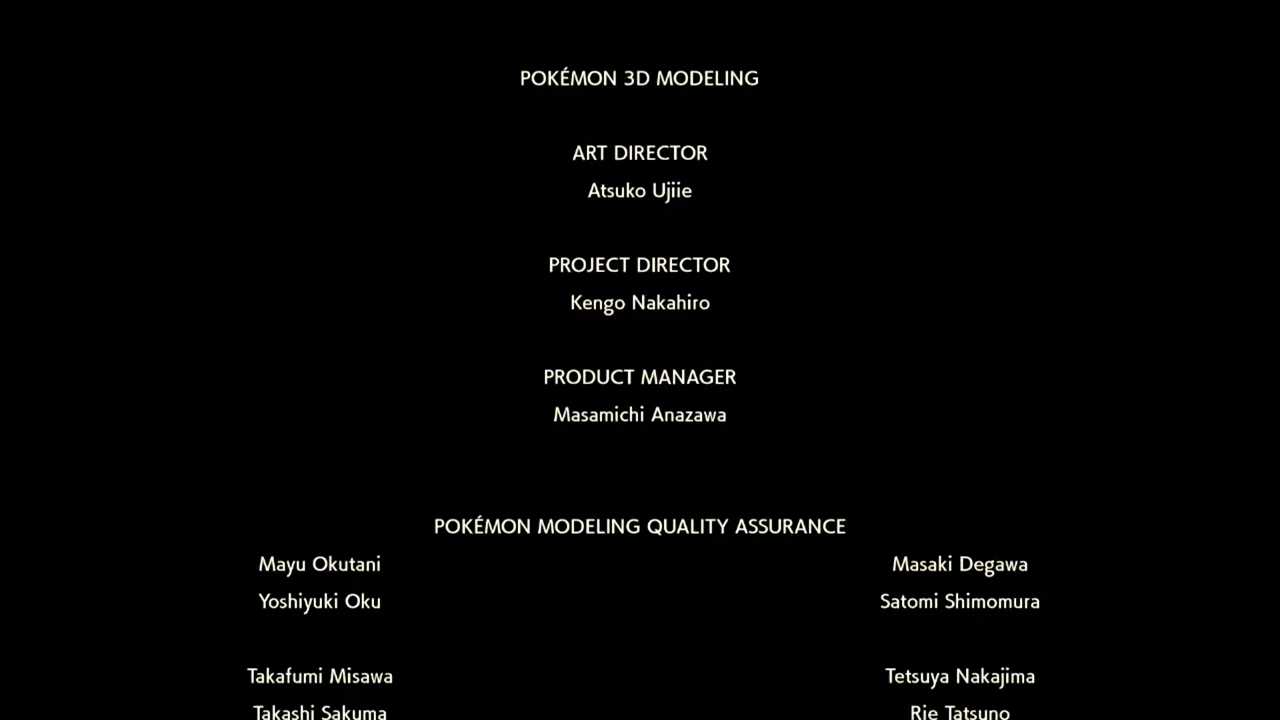 POKÉMON 3D MODELING
ART DIRECTOR
Atsuko Ujiie
PROJECT DIRECTOR
Kengo Nakahiro
PRODUCT MANAGER
Masamichi Anazawa
POKÉMON MODELING QUALITY ASSURANCE
Mayu Okutani Masaki Degawa
Yoshiyuki Oku Satomi Shimomura
Takafumi Misawa Tetsuya Nakajima
Takashi Sakuma Rie Tatsuno